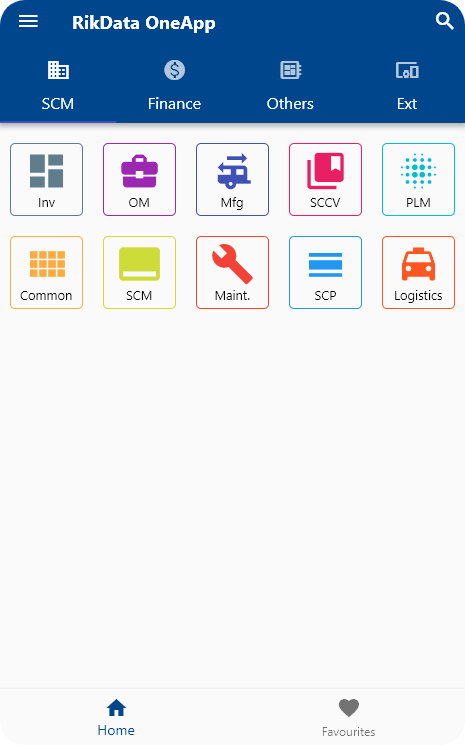 RikData OneApp
SCM Finance Others Ext
Inv OM Mfg SCCV PLM
Common SCM Maint. SCP Logistics
Home Favourites